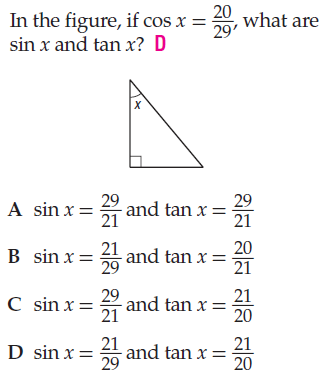 In the figure, if cos x = 20/29, what are
sin x and tan x? D
x
A sin x = 29/21 and tan x = 29/21
B sin x = 21/29 and tan x = 20/21
C sin x = 29/21 and tan x = 21/20
D sin x = 21/29 and tan x = 21/20